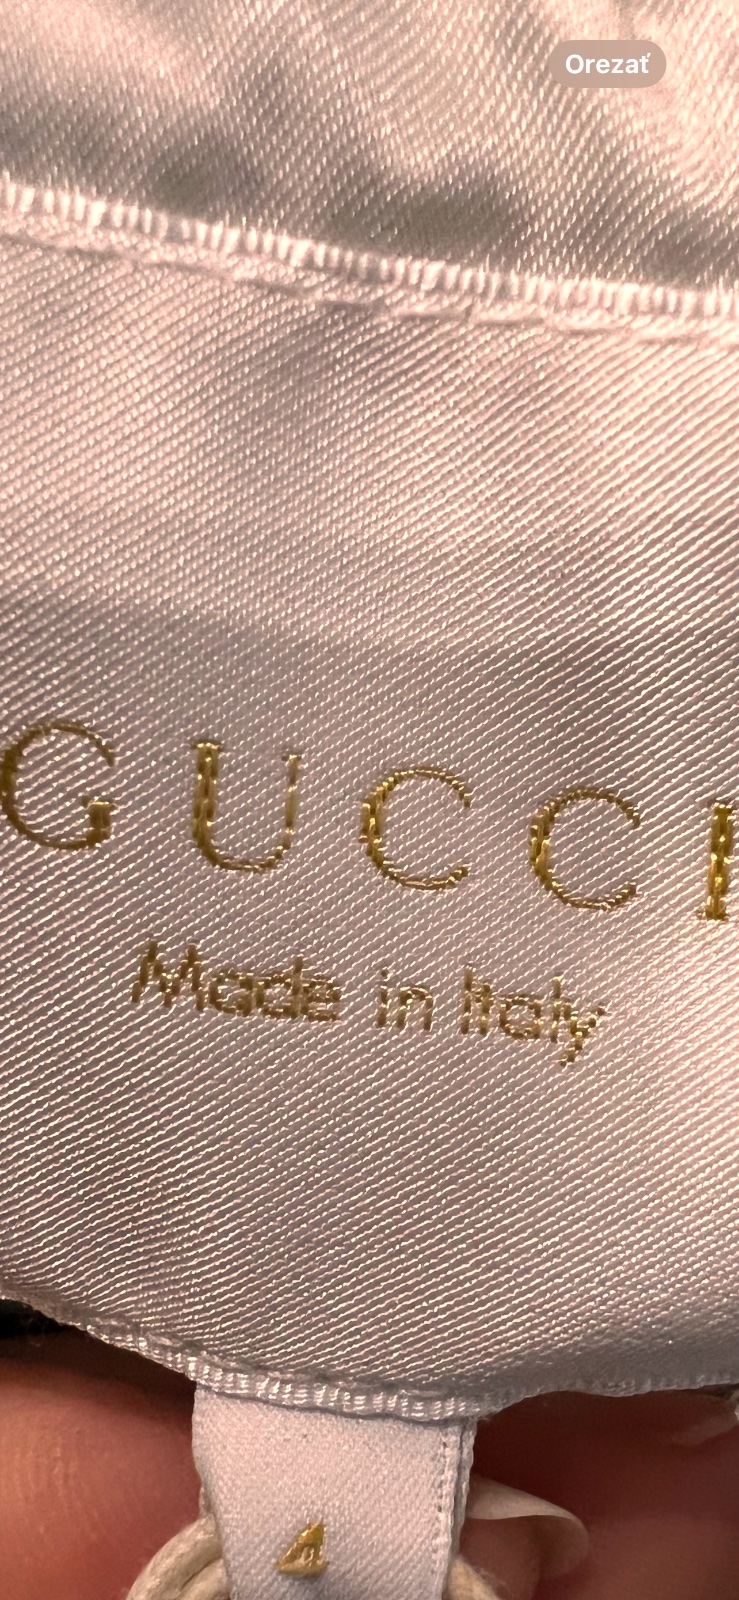 Orezať
GUCCI
Made in Italy
4